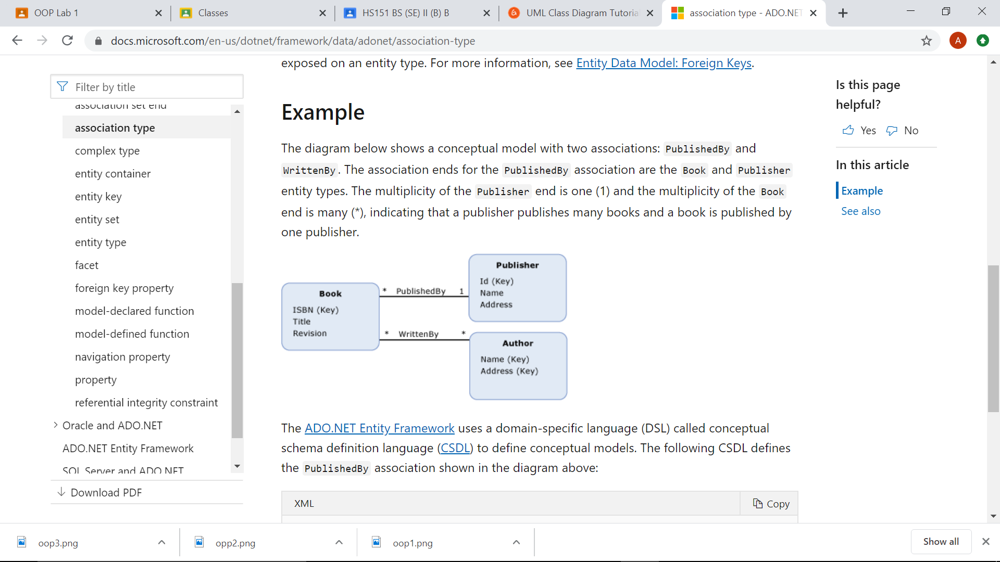 OOP Lab 1
Classes
HS151 BS (SE) II (B) B
UML Class Diagram Tutorial
association type - ADO.NET
docs.microsoft.com/en-us/dotnet/framework/data/adonet/association-type
A
Filter by title
association set end
association type
complex type
entity container
entity key
entity set
entity type
facet
foreign key property
model-declared function
model-defined function
navigation property
property
referential integrity constraint
Oracle and ADO.NET
ADO.NET Entity Framework
SQL Server and ADO.NET
Download PDF
exposed on an entity type. For more information, see Entity Data Model: Foreign Keys.
Example
The diagram below shows a conceptual model with two associations: PublishedBy and
WrittenBy. The association ends for the PublishedBy association are the Book and Publisher
entity types. The multiplicity of the Publisher end is one (1) and the multiplicity of the Book
end is many (*), indicating that a publisher publishes many books and a book is published by
one publisher.
Book
ISBN (Key)
Title
Revision
* PublishedBy 1
* WrittenBy *
Publisher
Id (Key)
Name
Address
Author
Name (Key)
Address (Key)
The ADO.NET Entity Framework uses a domain-specific language (DSL) called conceptual
schema definition language (CSDL) to define conceptual models. The following CSDL defines
the PublishedBy association shown in the diagram above:
XML
Copy
Is this page
helpful?
Yes
No
In this article
Example
See also
oop3.png
opp2.png
oop1.png
Show all